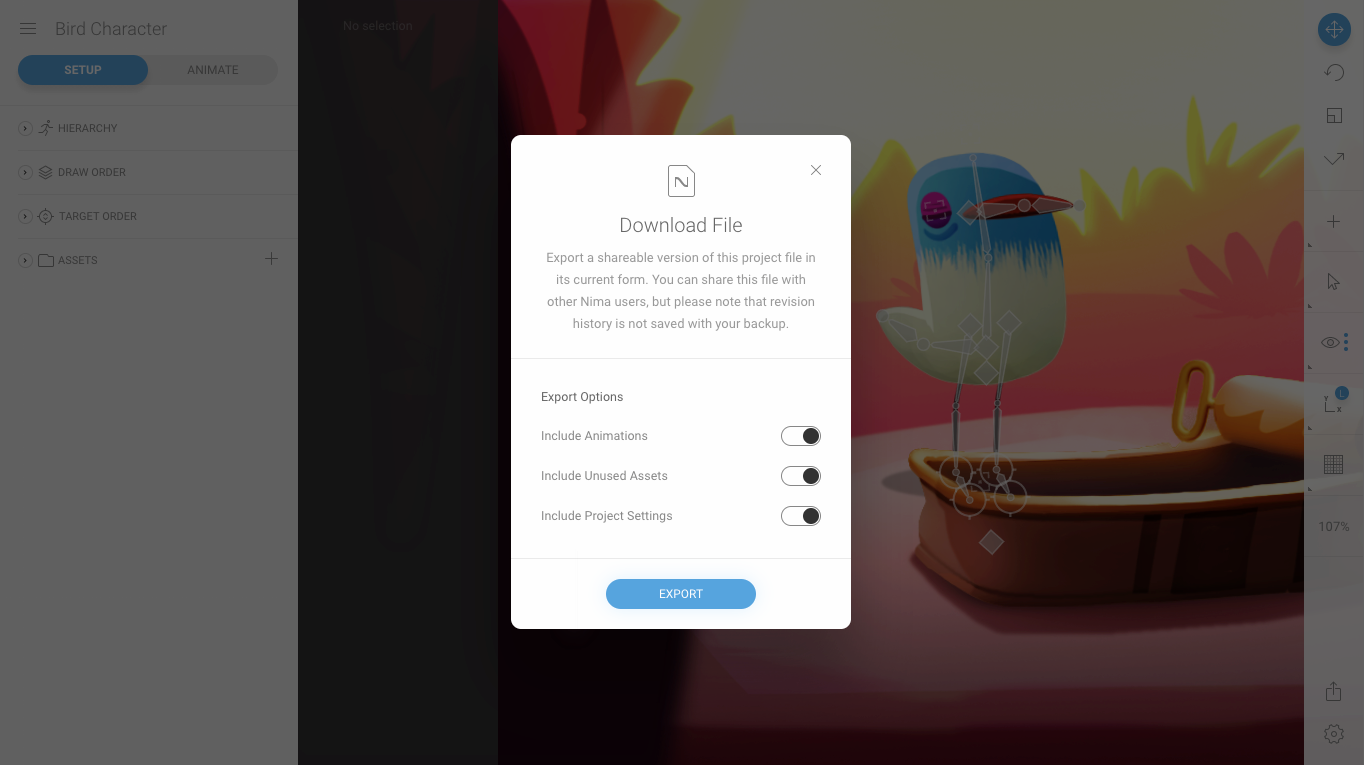 Bird Character
SETUP
ANIMATE
HIERARCHY
DRAW ORDER
TARGET ORDER
ASSETS
No selection
N
Download File
Export a shareable version of this project file in
its current form. You can share this file with
other Nima users, but please note that revision
history is not saved with your backup.
Export Options
Include Animations
Include Unused Assets
Include Project Settings
EXPORT
L
Y
X
107%